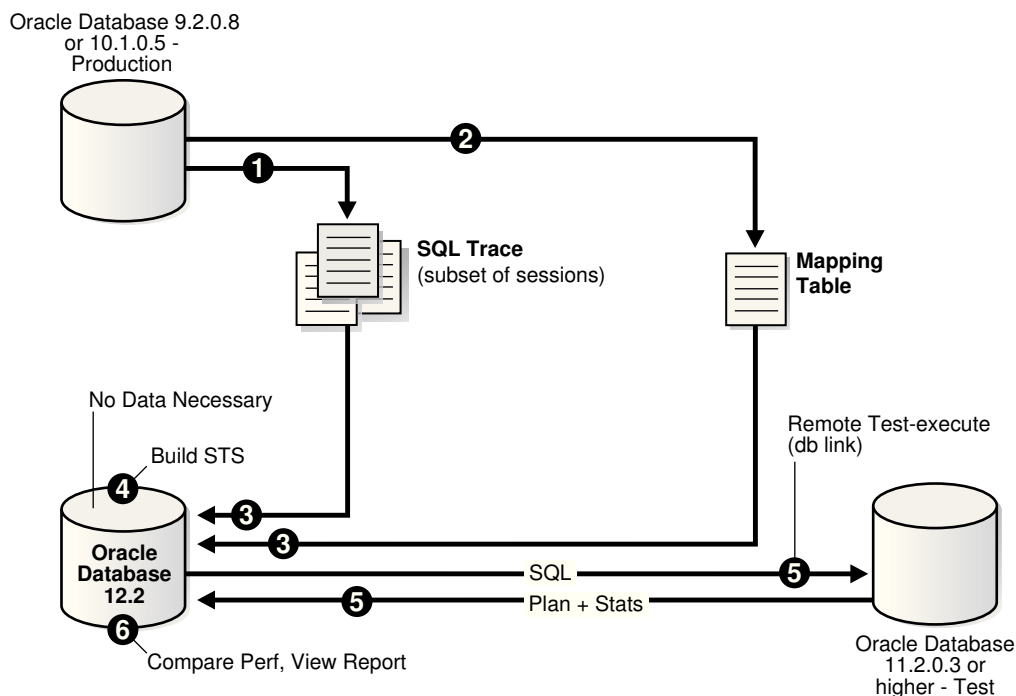 Oracle Database 9.2.0.8
or 10.1.0.5 -
Production
2
1
SQL Trace
(subset of sessions)
Mapping
Table
No Data Necessary
Build STS
4
Remote Test-execute
(db link)
3
3
Oracle
Database
12.2
SQL
5
5
Plan + Stats
6
Compare Perf, View Report
Oracle Database
11.2.0.3 or
higher - Test